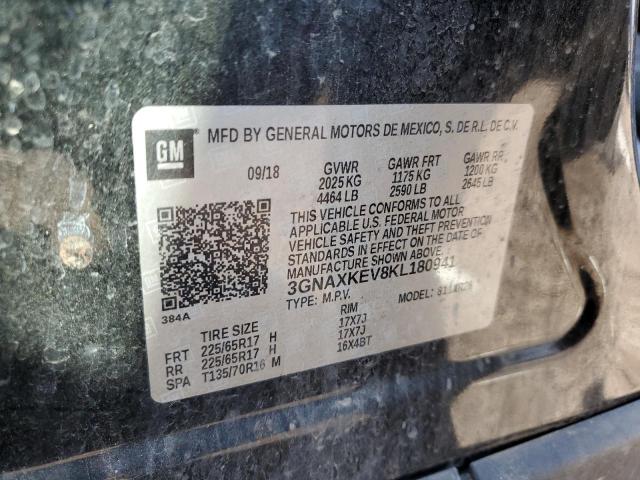 GM
MFD BY GENERAL MOTORS DE MEXICO, S. DE R.L. DE C.V.
09/18 GVWR GAWR FRT GAWR RR
2025 KG 1175 KG 1200 KG
4464 LB 2590 LB 2645 LB
THIS VEHICLE CONFORMS TO ALL
APPLICABLE U.S. FEDERAL MOTOR
VEHICLE SAFETY AND THEFT PREVENTION
STANDARDS IN EFFECT ON THE DATE OF
MANUFACTURE SHOWN ABOVE.
3GNAXKEV8KL180941
384A
TYPE: M.P.V. MODEL:
TIRE SIZE RIM
FRT 225/65R17 H 17X7J
RR 225/65R17 H 17X7J
SPA T135/70R16 M 16X4BT